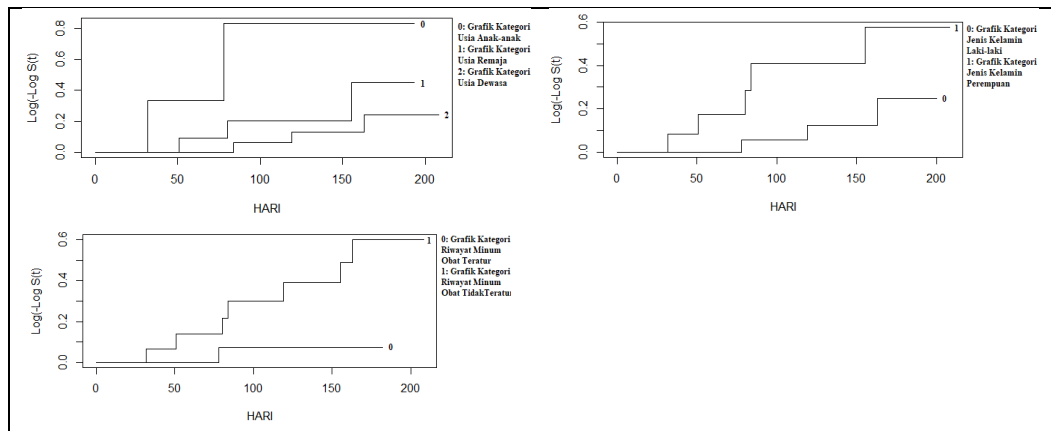 Log(-Log S(t)
0.8
0.6
0.4
0.2
0.0
0
1
2
0 50 100 150 200
HARI
0: Grafik Kategori
Usia Anak-anak
1: Grafik Kategori
Usia Remaja
2: Grafik Kategori
Usia Dewasa
Log(-Log S(t)
0.6
0.4
0.2
0.0
1
0
0 50 100 150 200
HARI
0: Grafik Kategori
Jenis Kelamin
Laki-laki
1: Grafik Kategori
Jenis Kelamin
Perempuan
Log(-Log S(t)
0.6
0.4
0.2
0.0
1
0
0 50 100 150 200
HARI
0: Grafik Kategori
Riwayat Minum
Obat Teratur
1: Grafik Kategori
Riwayat Minum
Obat TidakTeratur